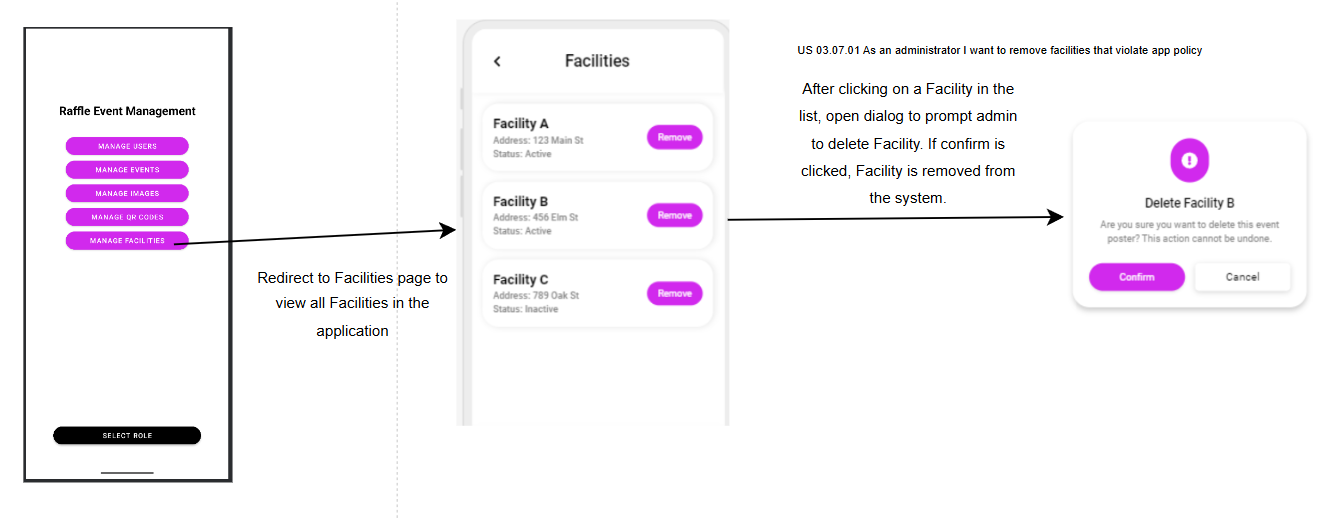 Raffle Event Management
MANAGE USERS
MANAGE EVENTS
MANAGE IMAGES
MANAGE QR CODES
MANAGE FACILITIES
SELECT ROLE
Redirect to Facilities page to
view all Facilities in the
application
Facilities
Facility A
Address: 123 Main St
Status: Active
Remove
Facility B
Address: 456 Elm St
Status: Active
Remove
Facility C
Address: 789 Oak St
Status: Inactive
Remove
US 03.07.01 As an administrator I want to remove facilities that violate app policy
After clicking on a Facility in the
list, open dialog to prompt admin
to delete Facility. If confirm is
clicked, Facility is removed from
the system.
Delete Facility B
Are you sure you want to delete this event
poster? This action cannot be undone.
Confirm
Cancel